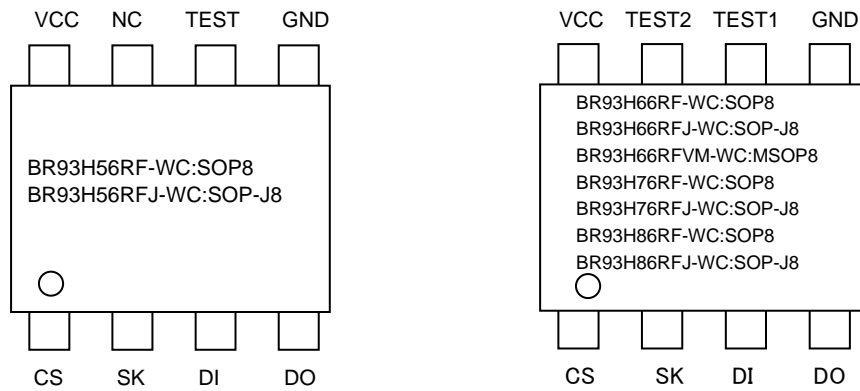 VCC NC TEST GND
BR93H56RF-WC:SOP8
BR93H56RFJ-WC:SOP-J8
CS SK DI DO
VCC TEST2 TEST1 GND
BR93H66RF-WC:SOP8
BR93H66RFJ-WC:SOP-J8
BR93H66RFVM-WC:MSOP8
BR93H76RF-WC:SOP8
BR93H76RFJ-WC:SOP-J8
BR93H86RF-WC:SOP8
BR93H86RFJ-WC:SOP-J8
CS SK DI DO